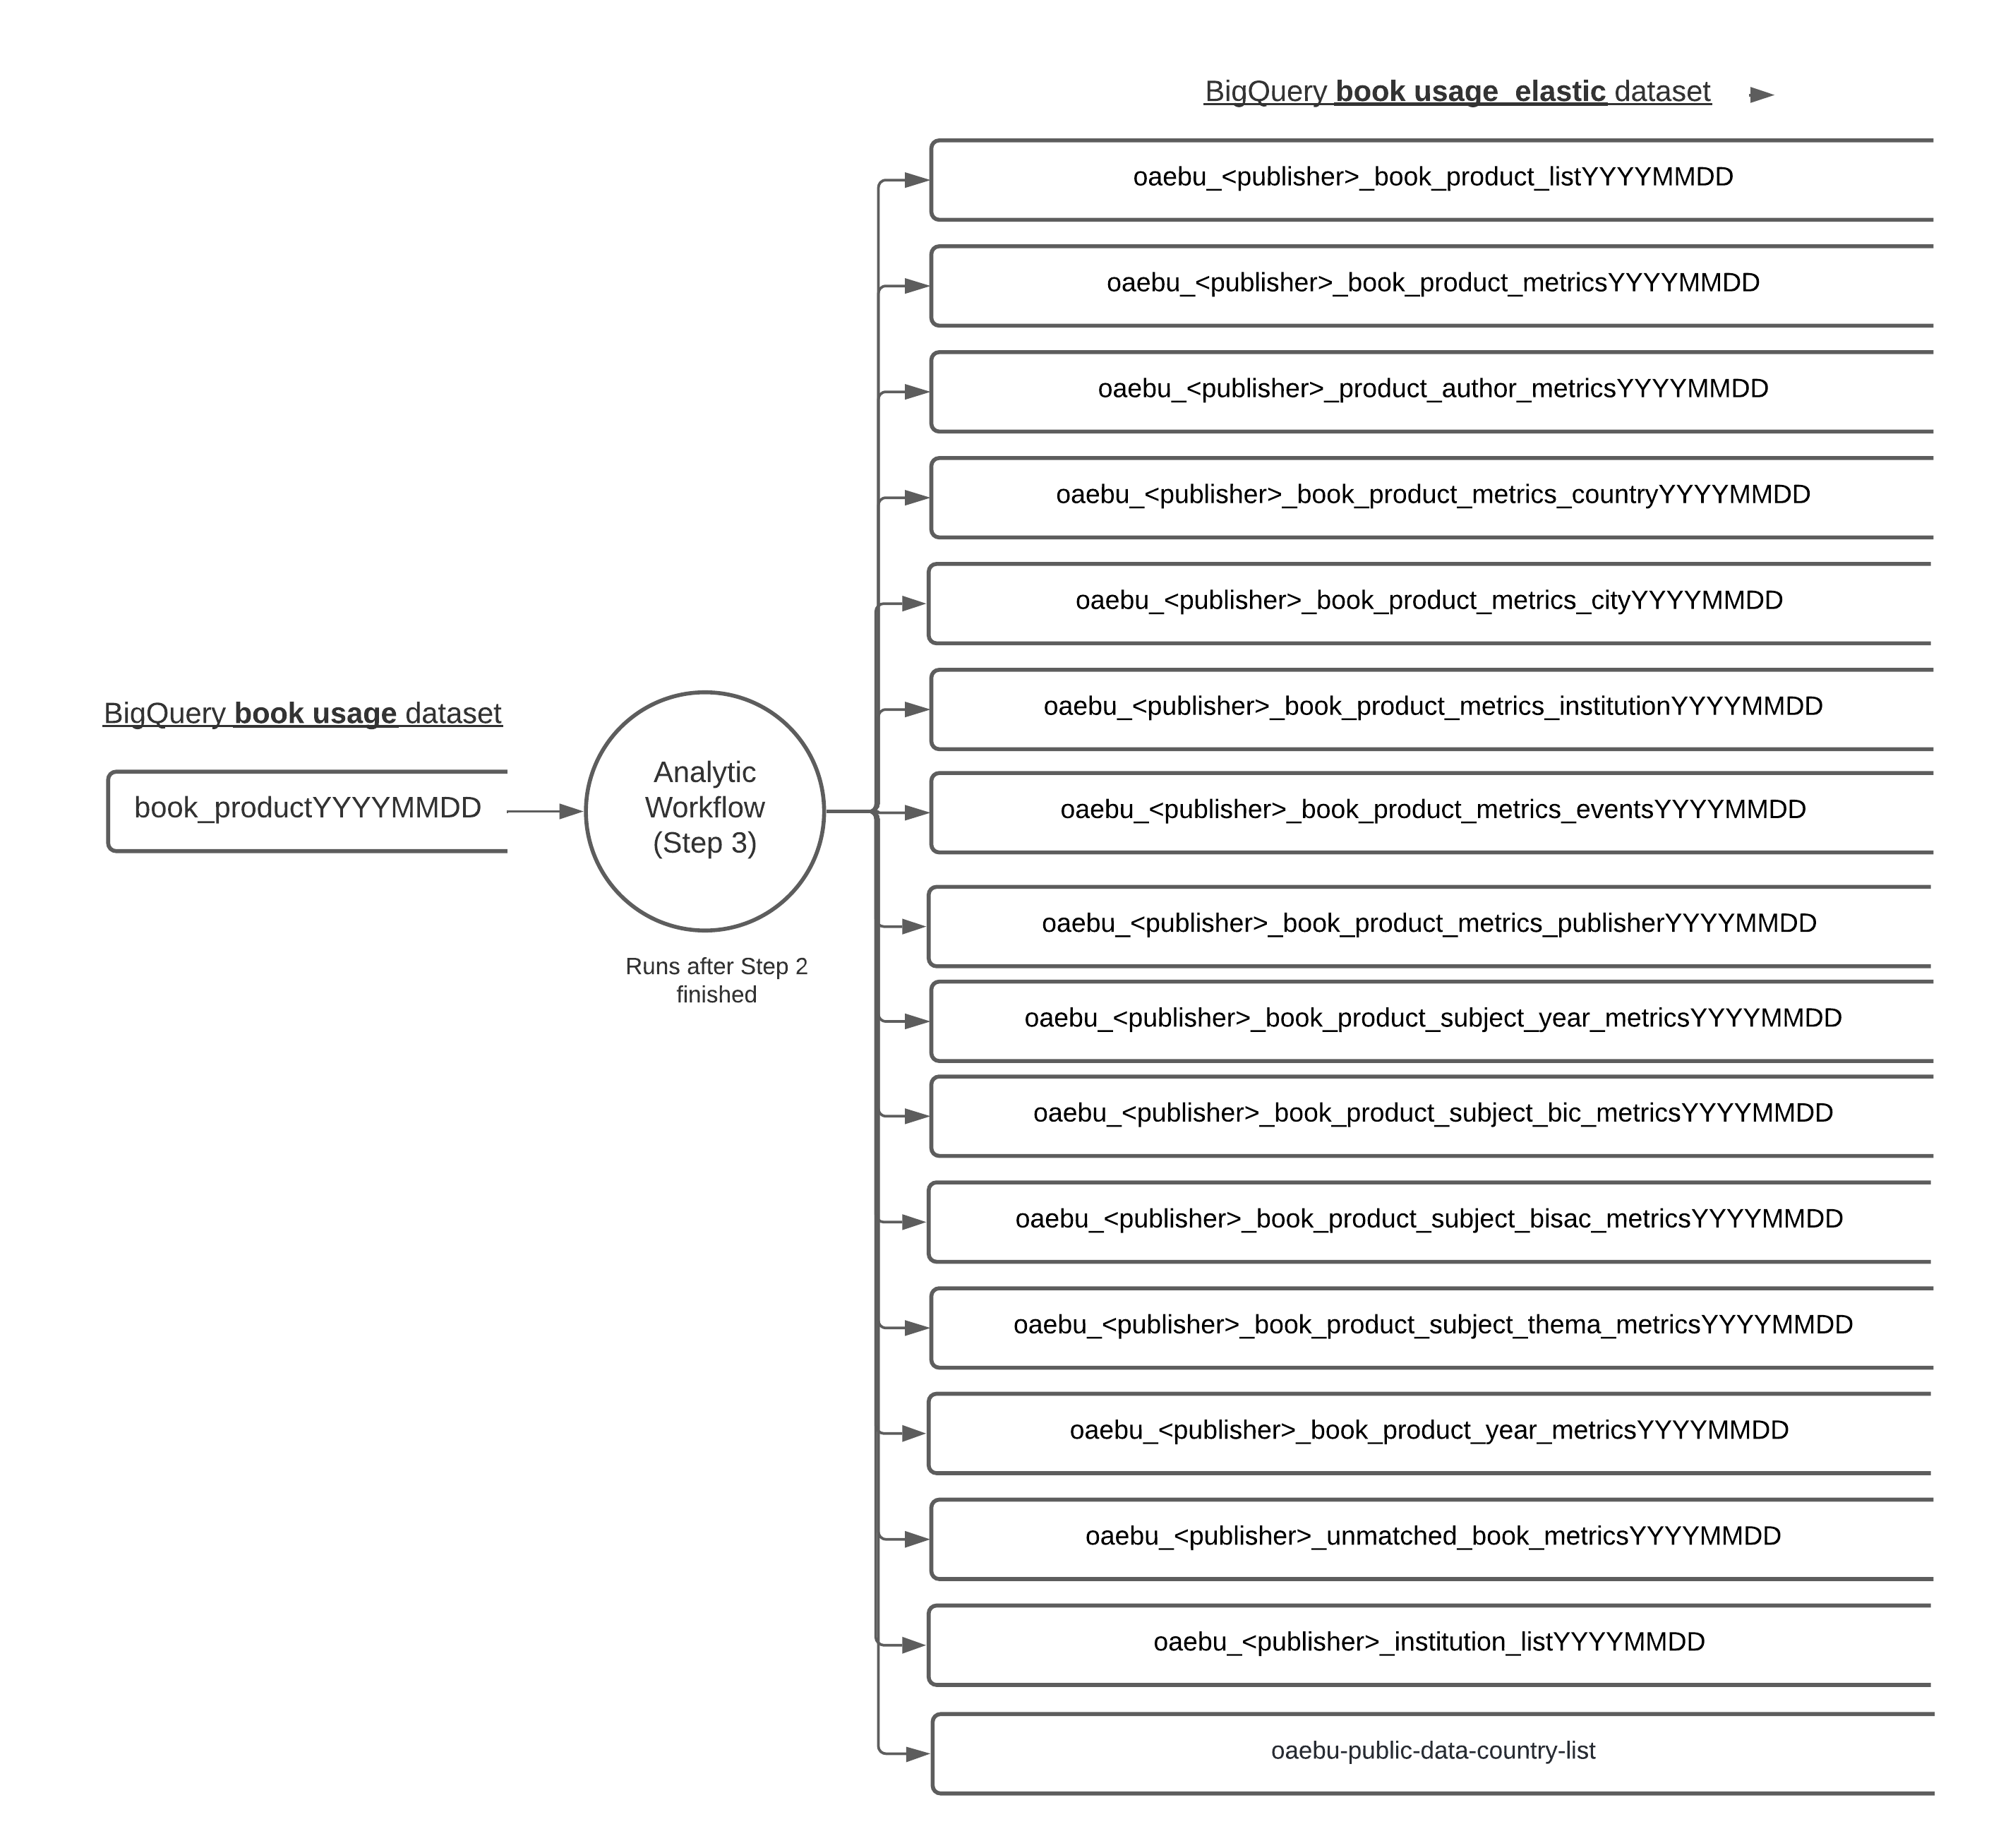 BigQuery book usage_elastic dataset
oaebu_<publisher>_book_product_listYYYYMMDD
oaebu_<publisher>_book_product_metricsYYYYMMDD
oaebu_<publisher>_product_author_metricsYYYYMMDD
oaebu_<publisher>_book_product_metrics_countryYYYYMMDD
oaebu_<publisher>_book_product_metrics_cityYYYYMMDD
oaebu_<publisher>_book_product_metrics_institutionYYYYMMDD
BigQuery book usage dataset
book_productYYYYMMDD
Analytic
Workflow
(Step 3)
Runs after Step 2
finished
oaebu_<publisher>_book_product_metrics_eventsYYYYMMDD
oaebu_<publisher>_book_product_metrics_publisherYYYYMMDD
oaebu_<publisher>_book_product_subject_year_metricsYYYYMMDD
oaebu_<publisher>_book_product_subject_bic_metricsYYYYMMDD
oaebu_<publisher>_book_product_subject_bisac_metricsYYYYMMDD
oaebu_<publisher>_book_product_subject_thema_metricsYYYYMMDD
oaebu_<publisher>_book_product_year_metricsYYYYMMDD
oaebu_<publisher>_unmatched_book_metricsYYYYMMDD
oaebu_<publisher>_institution_listYYYYMMDD
oaebu-public-data-country-list